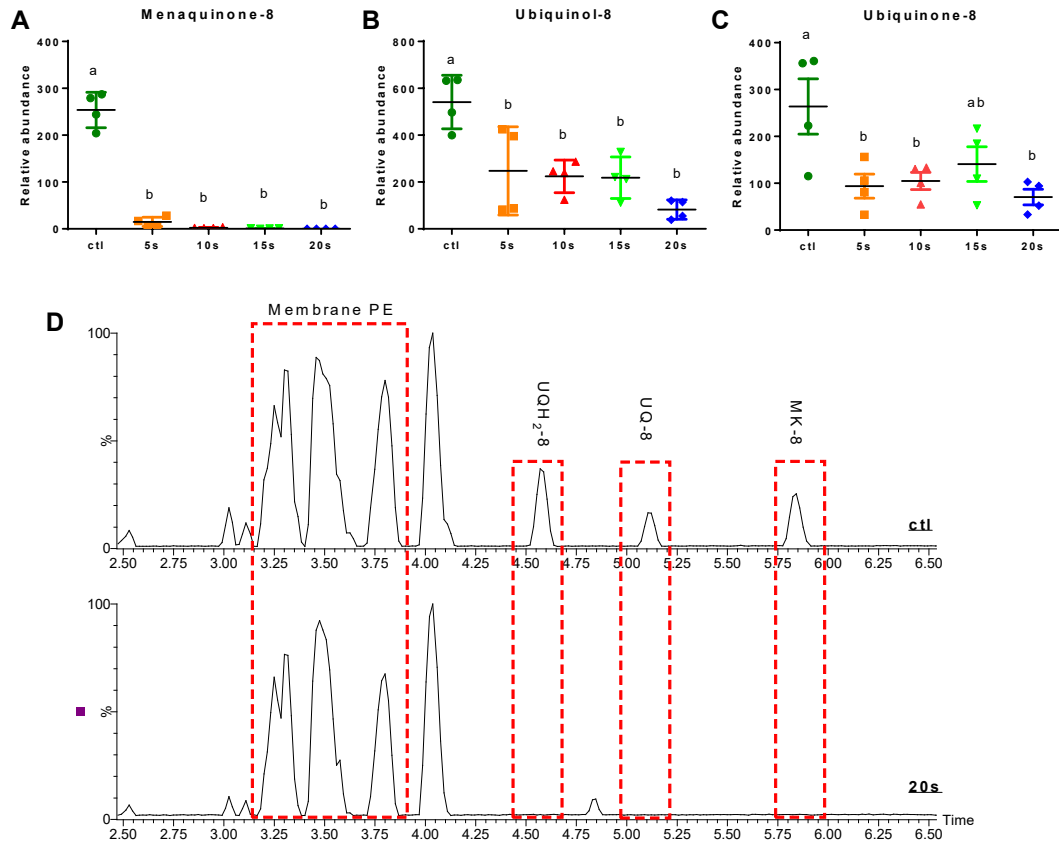 A
Menaquinone-8
Relative abundance
400
300
200
100
0
a
b
b
b
b
ctl
5s
10s
15s
20s
B
Ubiquinol-8
Relative abundance
800
600
400
200
0
a
b
b
b
b
ctl
5s
10s
15s
20s
C
Ubiquinone-8
Relative abundance
400
300
200
100
0
a
b
b
ab
b
ctl
5s
10s
15s
20s
D
Membrane PE
UQH₂-8
UQ-8
MK-8
100
%
0
ctl
2.50 2.75 3.00 3.25 3.50 3.75 4.00 4.25 4.50 4.75 5.00 5.25 5.50 5.75 6.00 6.25 6.50
100
%
0
20s
2.50 2.75 3.00 3.25 3.50 3.75 4.00 4.25 4.50 4.75 5.00 5.25 5.50 5.75 6.00 6.25 6.50 Time